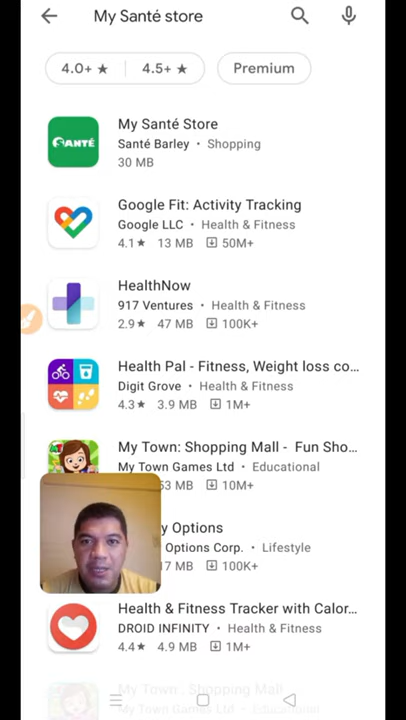 My Santé store
4.0+ ★ 4.5+ ★ Premium
SANTÉ
My Santé Store
Santé Barley • Shopping
30 MB
Google Fit: Activity Tracking
Google LLC • Health & Fitness
4.1★ 13 MB 50M+
HealthNow
917 Ventures • Health & Fitness
2.9★ 47 MB 100K+
Health Pal - Fitness, Weight loss co...
Digit Grove • Health & Fitness
4.3★ 3.9 MB 1M+
My Town: Shopping Mall - Fun Sho...
My Town Games Ltd • Educational
53 MB 10M+
y Options
Options Corp. • Lifestyle
17 MB 100K+
Health & Fitness Tracker with Calor...
DROID INFINITY • Health & Fitness
4.4★ 4.9 MB 1M+
My Town : Shopping Mall
My Town Games Ltd • Educational